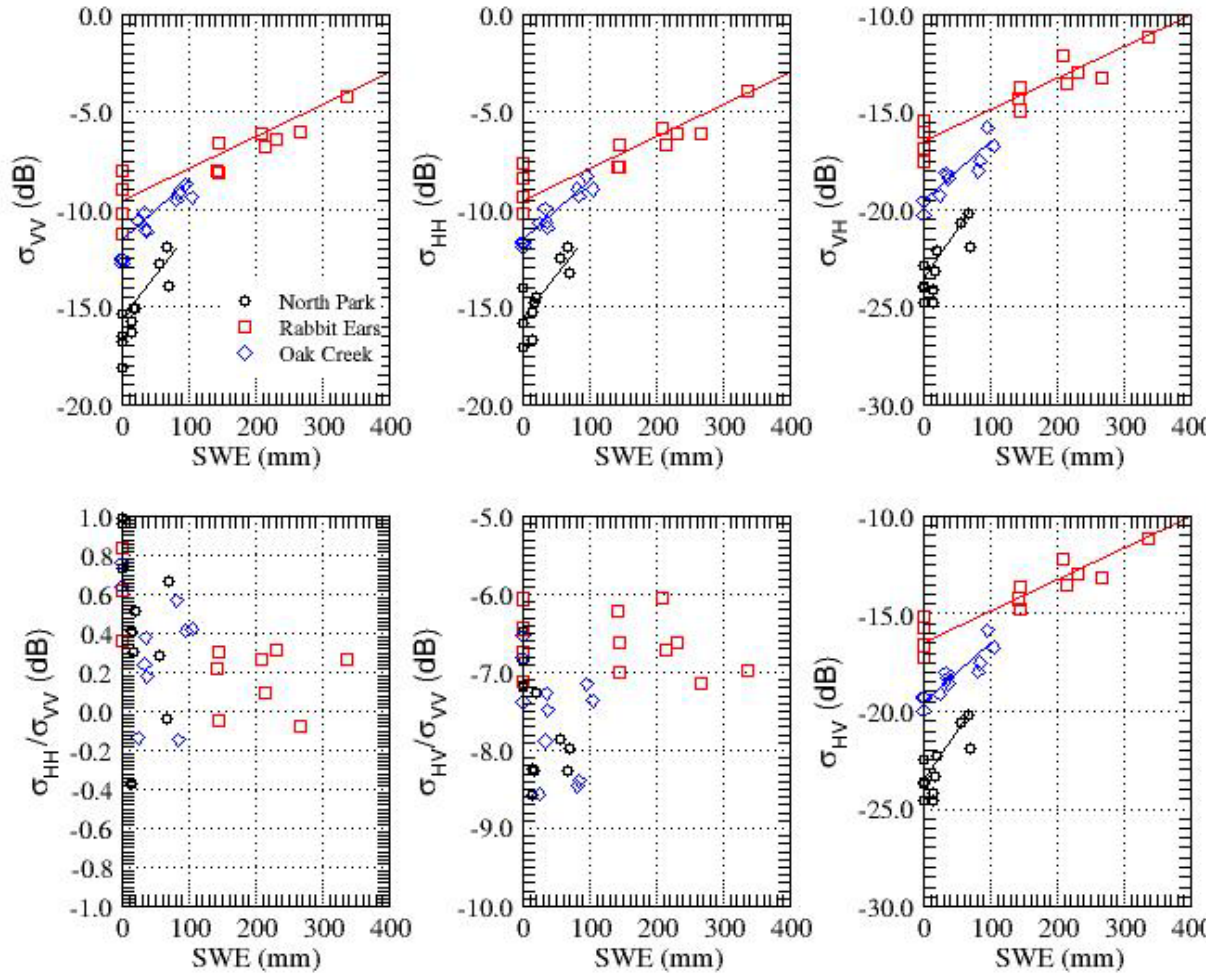 0.0
-5.0
-10.0
-15.0
-20.0
σVV (dB)
North Park
Rabbit Ears
Oak Creek
0 100 200 300 400
SWE (mm)
0.0
-5.0
-10.0
-15.0
-20.0
σHH (dB)
0 100 200 300 400
SWE (mm)
-10.0
-15.0
-20.0
-25.0
-30.0
σVH (dB)
0 100 200 300 400
SWE (mm)
1.0
0.8
0.6
0.4
0.2
0.0
-0.2
0.4
-0.6
-0.8
-1.0
σHH/σVV (dB)
0 100 200 300 400
SWE (mm)
-5.0
-6.0
-7.0
-8.0
-9.0
-10.0
σHV/σVV (dB)
0 100 200 300 400
SWE (mm)
-10.0
-15.0
-20.0
-25.0
-30.0
σHV (dB)
0 100 200 300 400
SWE (mm)